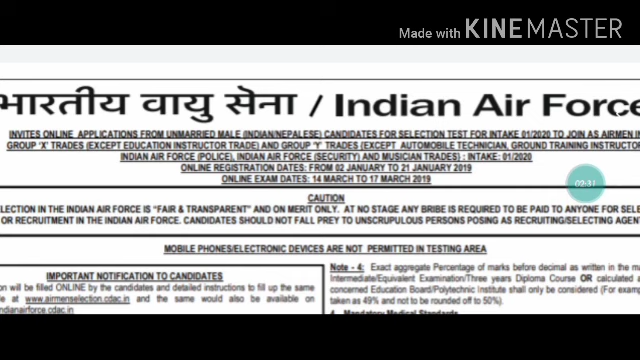 Made with KINEMASTER
भारतीय वायु सेना / Indian Air Force
INVITES ONLINE APPLICATIONS FROM UNMARRIED MALE (INDIAN/NEPALESE) CANDIDATES FOR SELECTION TEST FOR INTAKE 01/2020 TO JOIN AS AIRMEN IN
GROUP 'X' TRADES (EXCEPT EDUCATION INSTRUCTOR TRADE) AND GROUP 'Y' TRADES (EXCEPT AUTOMOBILE TECHNICIAN, GROUND TRAINING INSTRUCTOR
INDIAN AIR FORCE (POLICE), INDIAN AIR FORCE (SECURITY) AND MUSICIAN TRADES) : INTAKE: 01/2020
ONLINE REGISTRATION DATES: FROM 02 JANUARY TO 21 JANUARY 2019
ONLINE EXAM DATES: 14 MARCH TO 17 MARCH 2019
02:31
CAUTION
ELECTION IN THE INDIAN AIR FORCE IS "FAIR & TRANSPARENT" AND ON MERIT ONLY. AT NO STAGE ANY BRIBE IS REQUIRED TO BE PAID TO ANYONE FOR SELE
OR RECRUITMENT IN THE INDIAN AIR FORCE. CANDIDATES SHOULD NOT FALL PREY TO UNSCRUPULOUS PERSONS POSING AS RECRUITING/SELECTING AGENT
MOBILE PHONES/ELECTRONIC DEVICES ARE NOT PERMITTED IN TESTING AREA
IMPORTANT NOTIFICATION TO CANDIDATES
tion will be filled ONLINE by the candidates and detailed instructions to fill up the same
le at www.airmenselection.cdac.in and the same would also be available on
ndianairforce.cdac.in
Note - 4: Exact aggregate Percentage of marks before decimal as written in the ma
Intermediate/Equivalent Examination/Three years Diploma Course OR calculated a
concerned Education Board/Polytechnic Institute shall only be considered (For examp
taken as 49% and not to be rounded off to 50%).
4. Mandatory Medical Standards